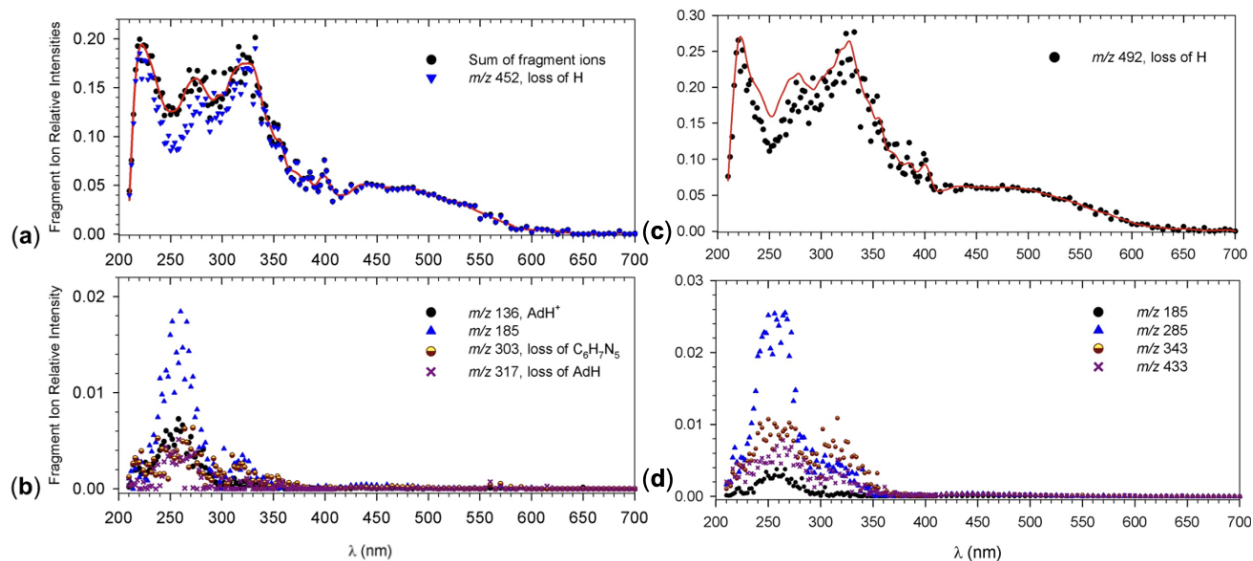 Fragment Ion Relative Intensities
0.20
0.15
0.10
0.05
0.00
Sum of fragment ions
m/z 452, loss of H
(a)
200 250 300 350 400 450 500 550 600 650 700
0.30
0.25
0.20
0.15
0.10
0.05
0.00
m/z 492, loss of H
(c)
200 250 300 350 400 450 500 550 600 650 700
Fragment Ion Relative Intensity
0.02
0.01
0.00
m/z 136, AdH⁺
m/z 185
m/z 303, loss of C₆H₇N₅
m/z 317, loss of AdH
(b)
200 250 300 350 400 450 500 550 600 650 700
λ (nm)
0.03
0.02
0.01
0.00
m/z 185
m/z 285
m/z 343
m/z 433
(d)
200 250 300 350 400 450 500 550 600 650 700
λ (nm)